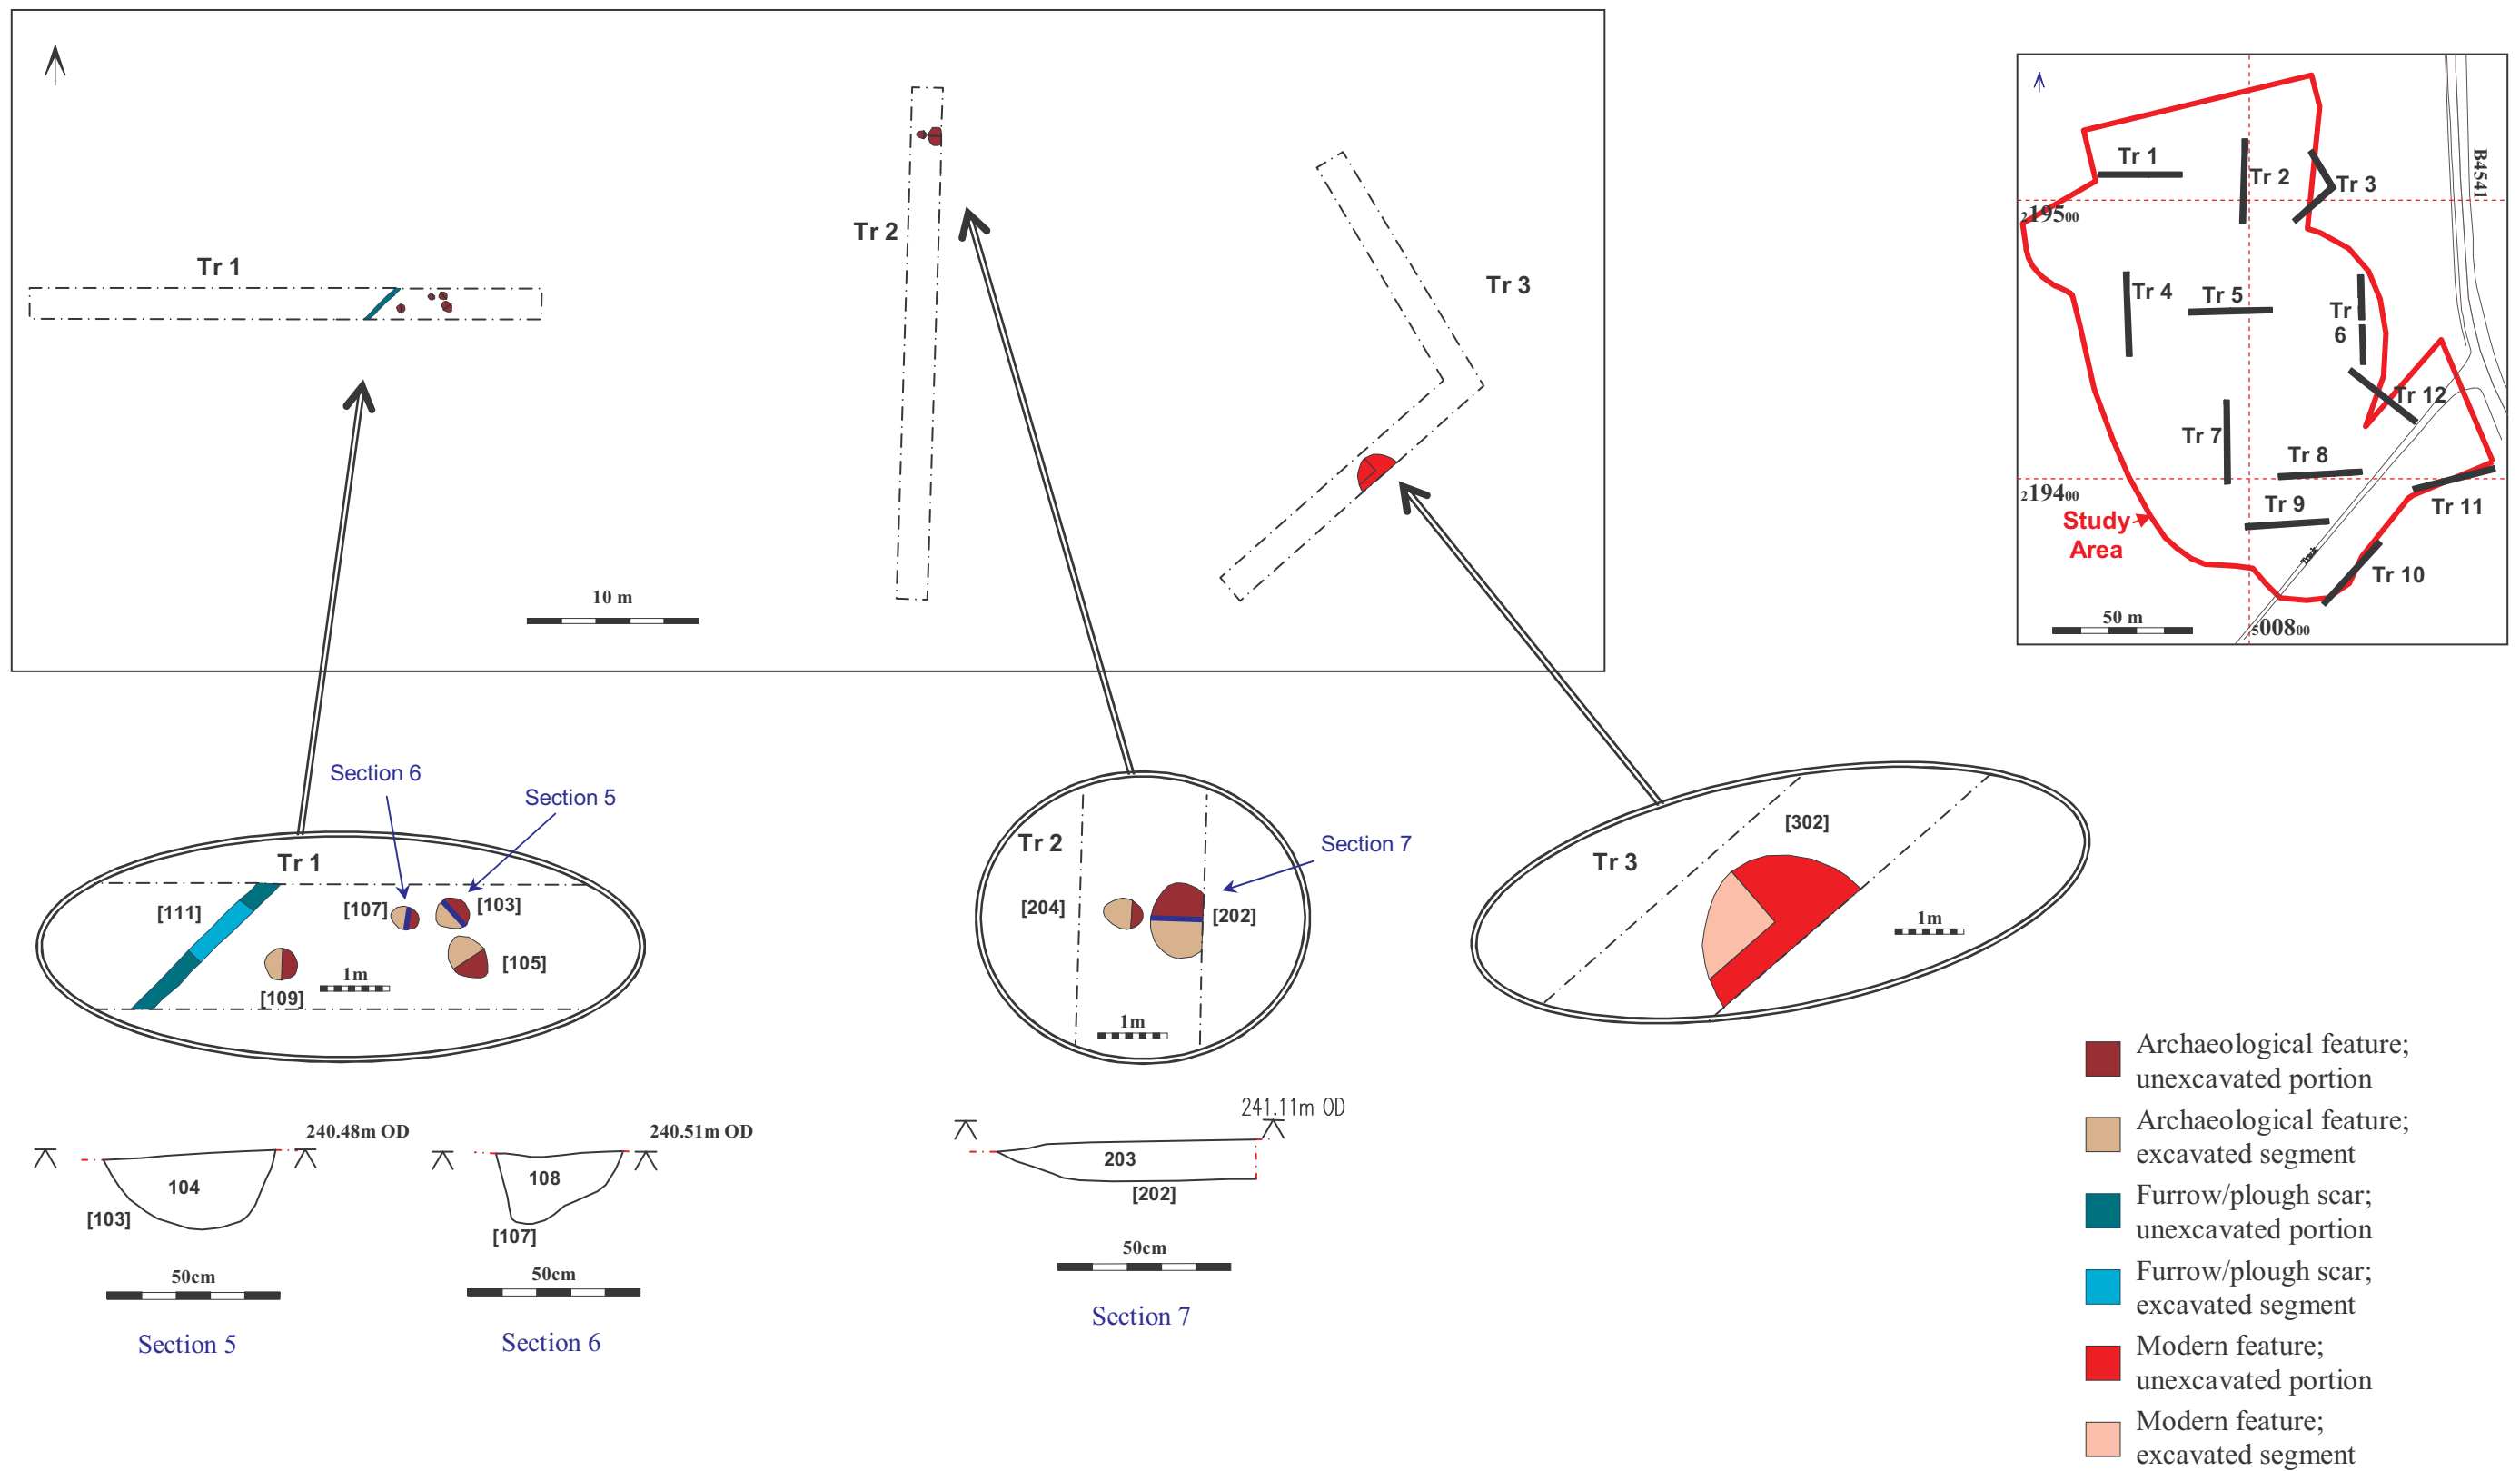 Tr 1
Tr 2
Tr 3
10 m
B4541
Tr 1
Tr 2
Tr 3
219500
Tr 4
Tr 5
Tr
6
Tr 12
Tr 7
Tr 8
219400
Tr 9
Tr 11
Study
Area
Track
Tr 10
50 m
500800
Section 6
Section 5
Tr 1
[111]
[107]
[103]
[105]
[109]
1m
Tr 2
[204]
[202]
Section 7
1m
[302]
Tr 3
1m
240.48m OD
104
[103]
50cm
Section 5
240.51m OD
108
[107]
50cm
Section 6
241.11m OD
203
[202]
50cm
Section 7
Archaeological feature;
unexcavated portion
Archaeological feature;
excavated segment
Furrow/plough scar;
unexcavated portion
Furrow/plough scar;
excavated segment
Modern feature;
unexcavated portion
Modern feature;
excavated segment